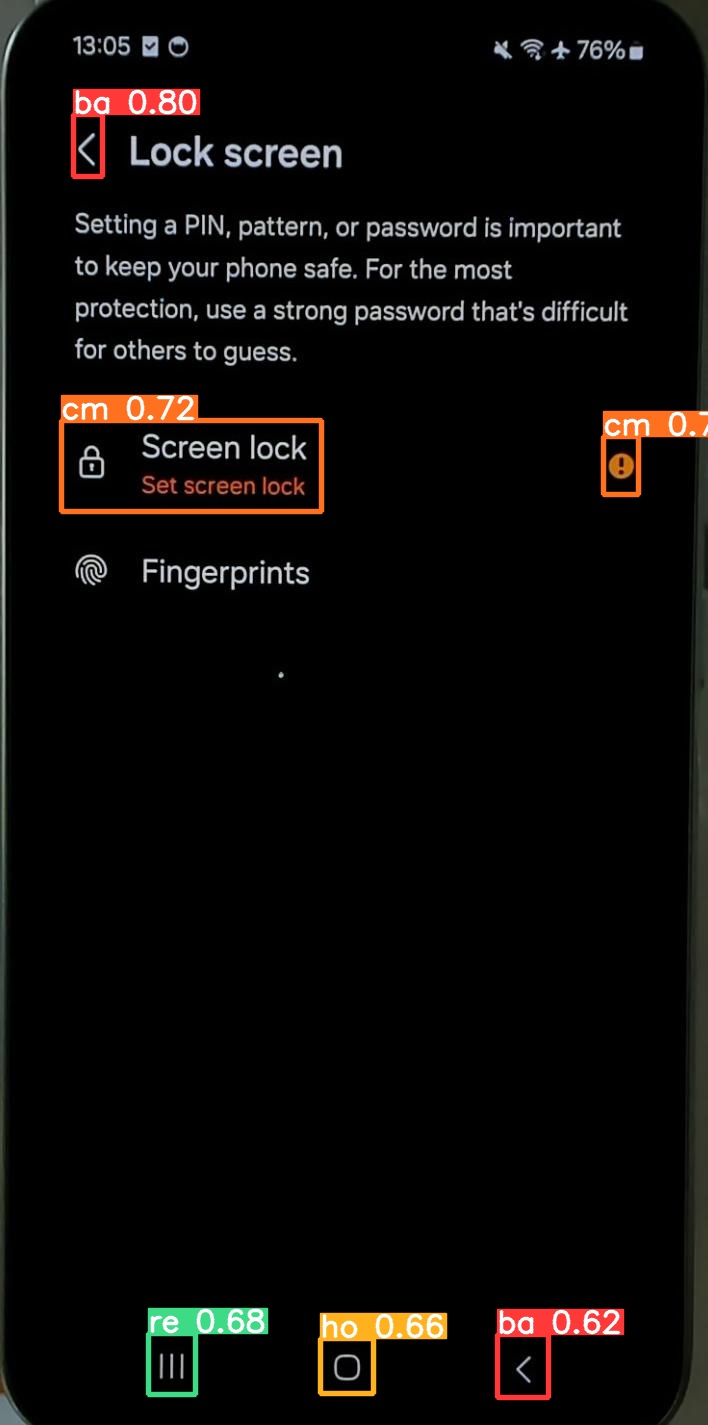 13:05 76%
ba 0.80
Lock screen
Setting a PIN, pattern, or password is important
to keep your phone safe. For the most
protection, use a strong password that's difficult
for others to guess.
cm 0.72
cm 0.7
Screen lock
Set screen lock
Fingerprints
re 0.68
ho 0.66
ba 0.62